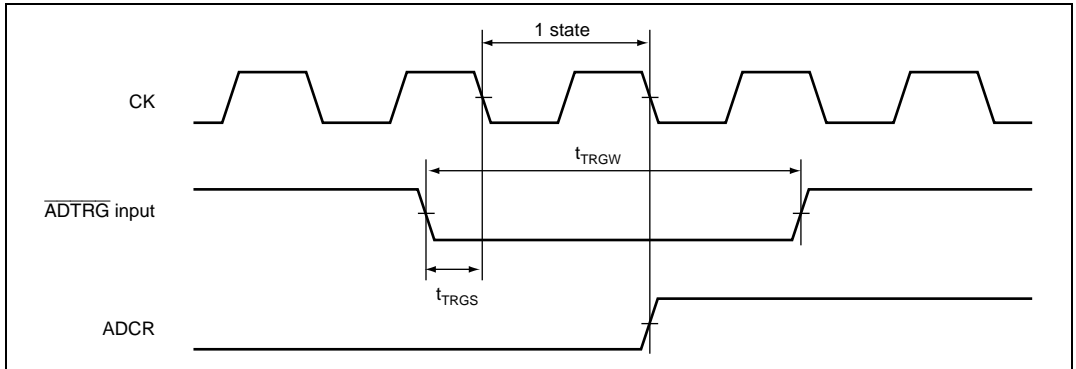 1 state
CK
tTRGW
ADTRG input
tTRGS
ADCR